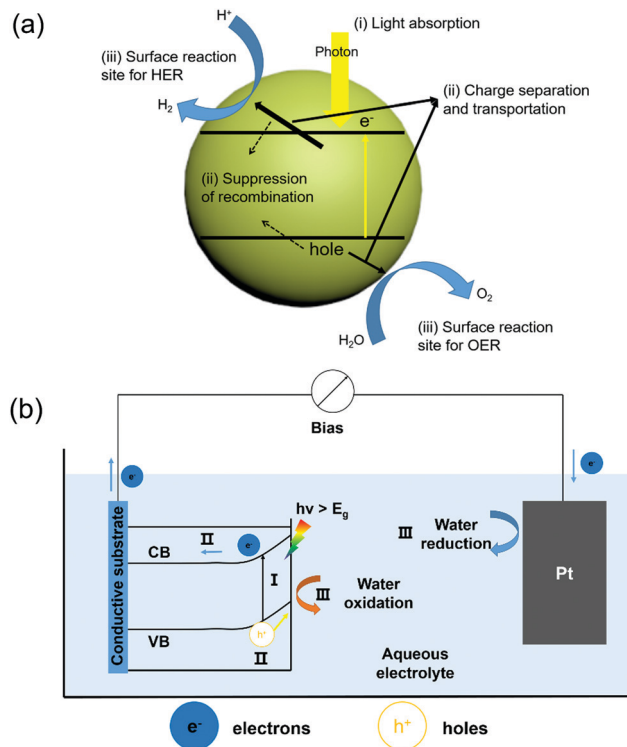 (a)
H⁺
(i) Light absorption
(iii) Surface reaction
site for HER
Photon
(ii) Charge separation
and transportation
H₂
e⁻
(ii) Suppression
of recombination
hole
O₂
H₂O
(iii) Surface reaction
site for OER
(b)
Bias
e⁻
e⁻
hν > E_g
Conductive substrate
II
e⁻
CB
I
III
Water
oxidation
III
Water
reduction
Pt
VB
h⁺
II
Aqueous
electrolyte
e⁻
electrons
h⁺
holes